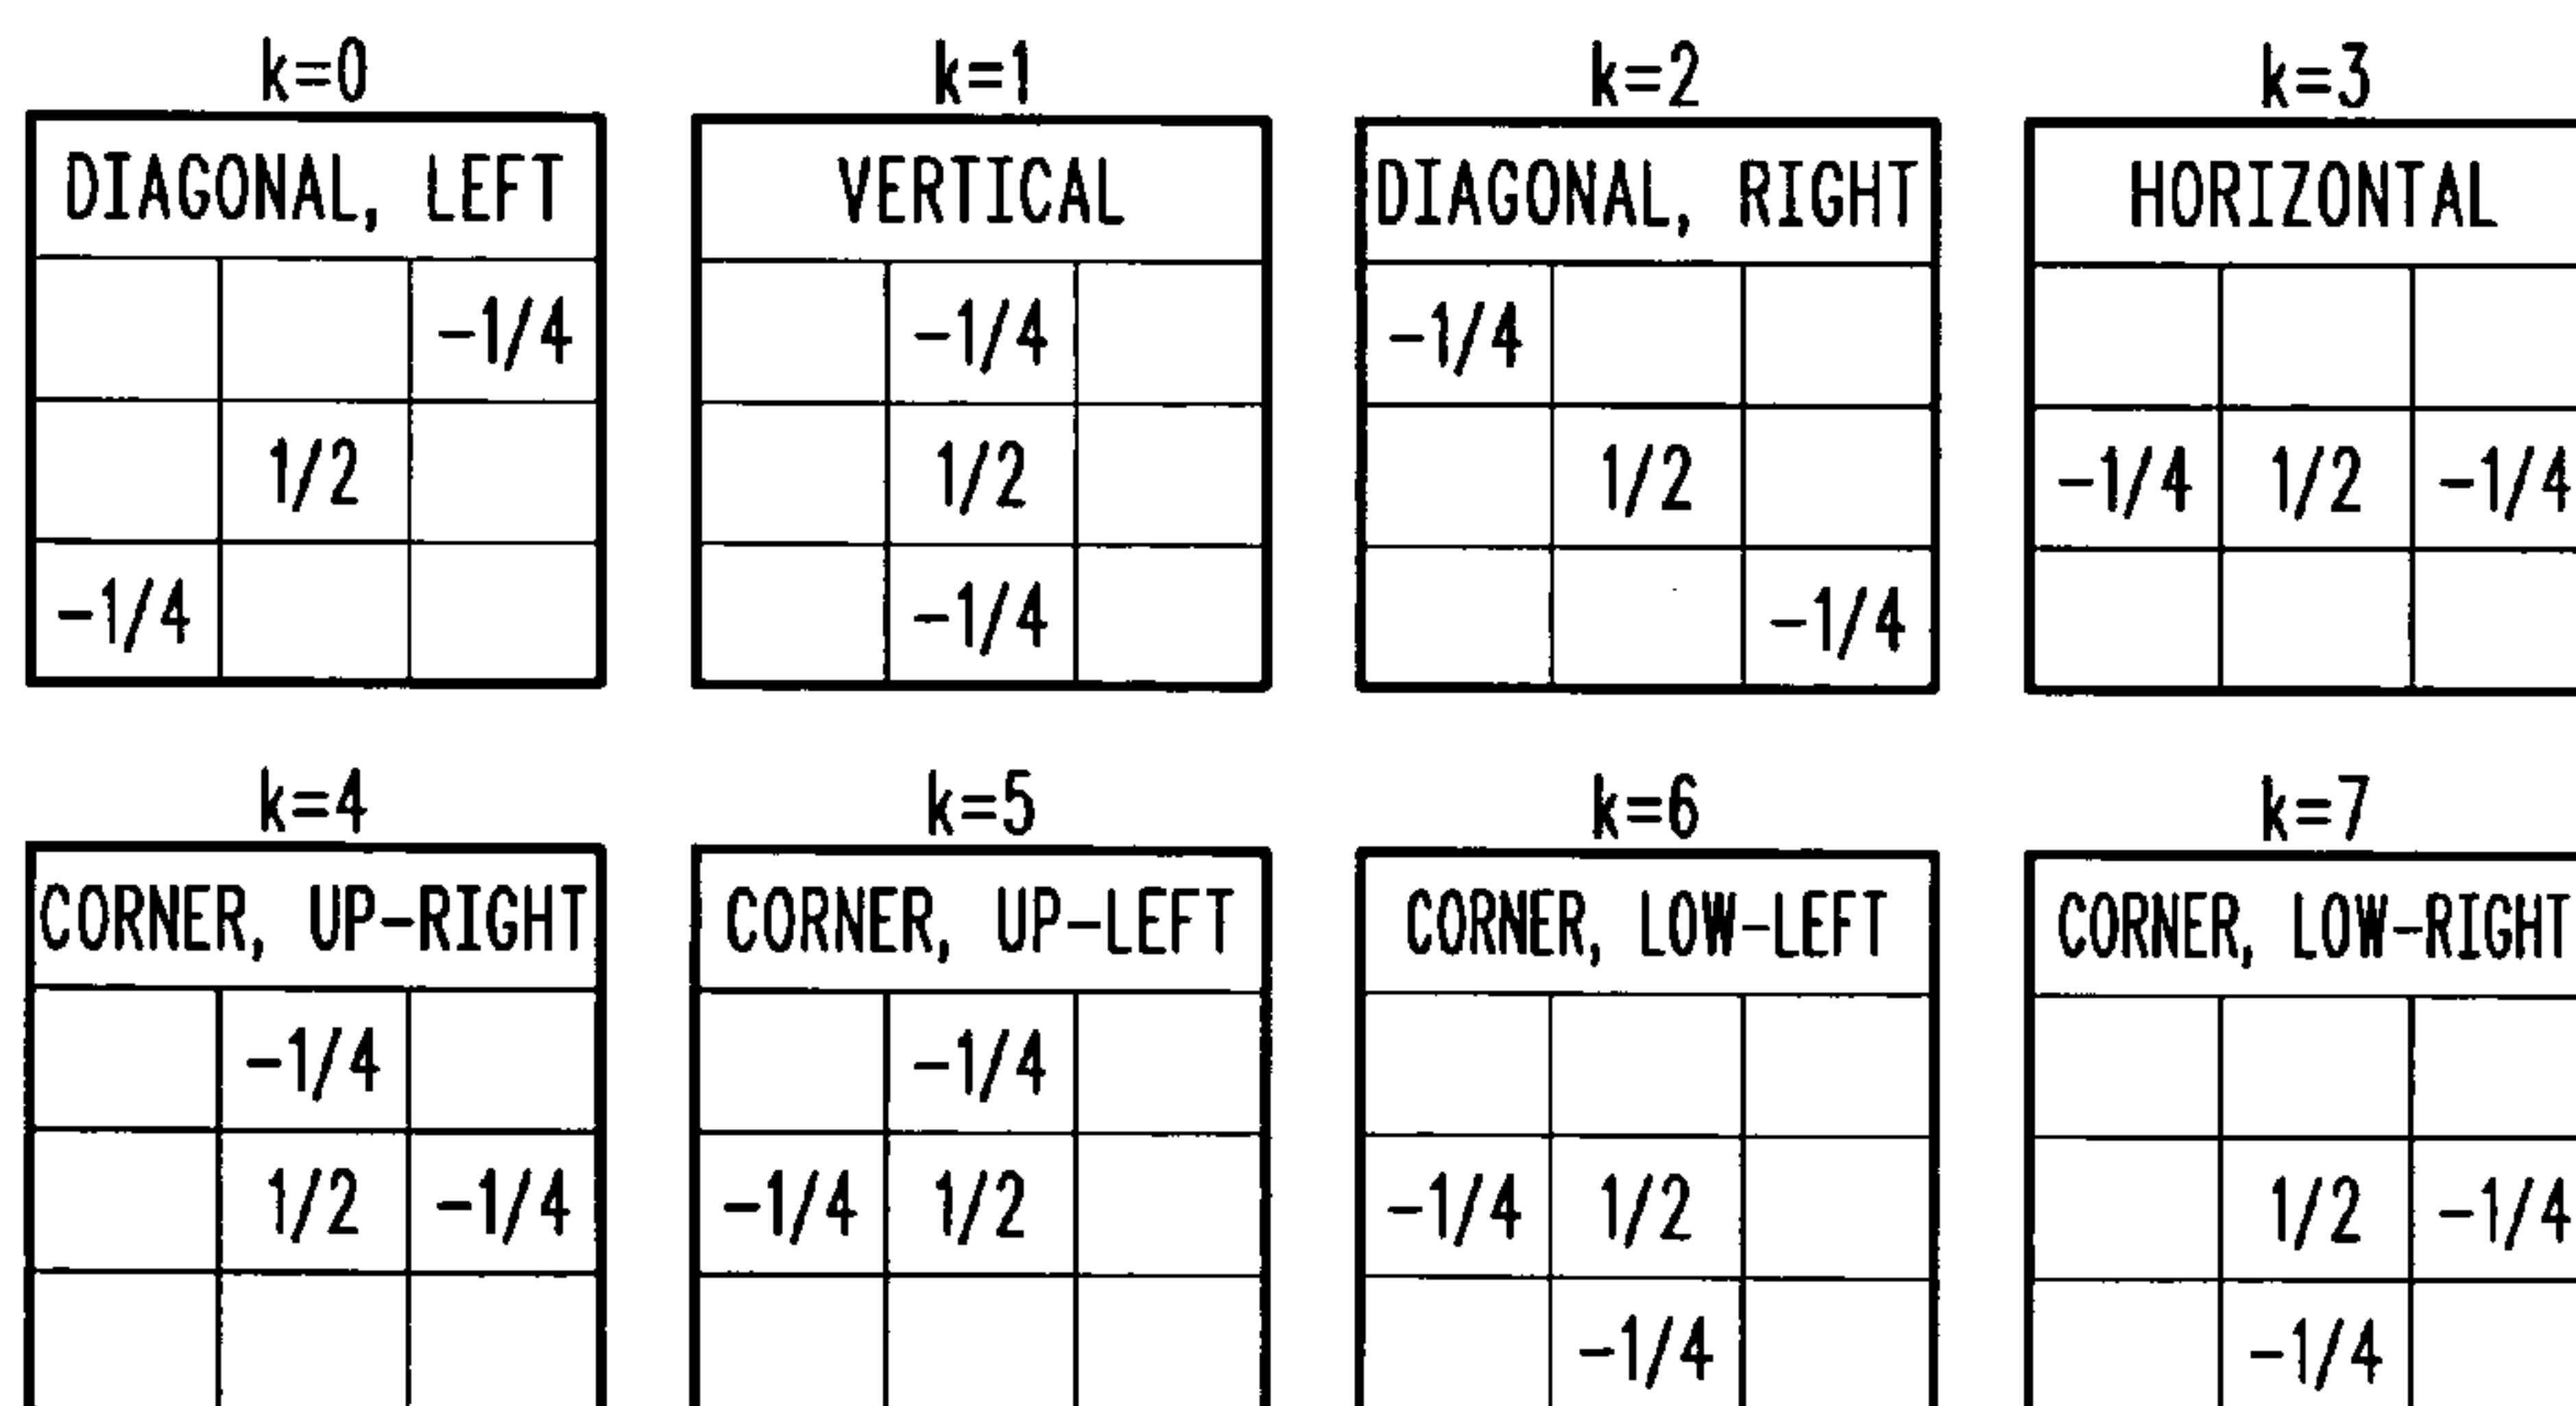 k=0 k=1 k=2 k=3
DIAGONAL, LEFT VERTICAL DIAGONAL, RIGHT HORIZONTAL
-1/4 -1/4 -1/4
1/2 1/2 1/2 -1/4 1/2 -1/4
-1/4 -1/4 -1/4
k=4 k=5 k=6 k=7
CORNER, UP-RIGHT CORNER, UP-LEFT CORNER, LOW-LEFT CORNER, LOW-RIGHT
-1/4 -1/4
1/2 -1/4 -1/4 1/2 -1/4 1/2 1/2 -1/4
-1/4 -1/4